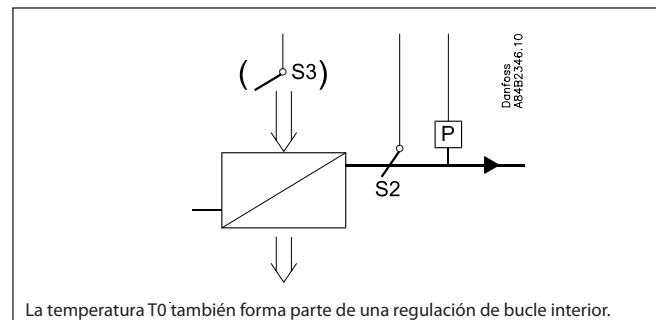 Danfoss
A84B2346.10
( S3)
P
S2
La temperatura T0 también forma parte de una regulación de bucle interior.